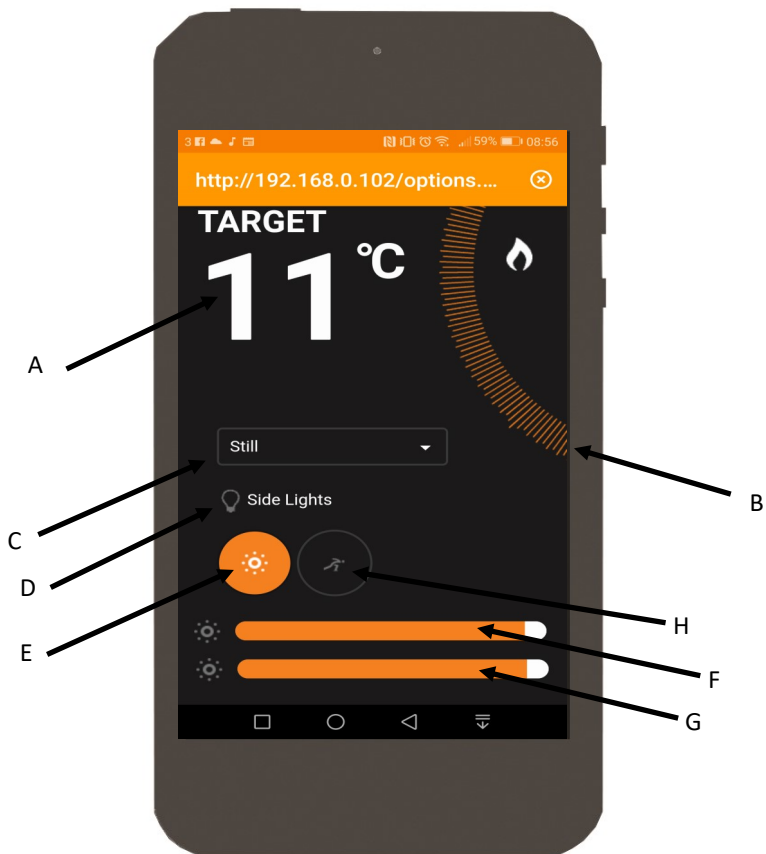 3 59% 08:56
http://192.168.0.102/options....
TARGET
11 °C
A
Still
B
C
Side Lights
D
E
H
F
G